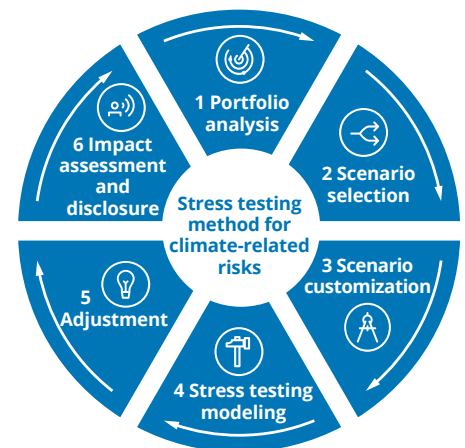 1 Portfolio
analysis
2 Scenario
selection
3 Scenario
customization
4 Stress testing
modeling
5
Adjustment
6 Impact
assessment
and
disclosure
Stress testing
method for
climate-related
risks